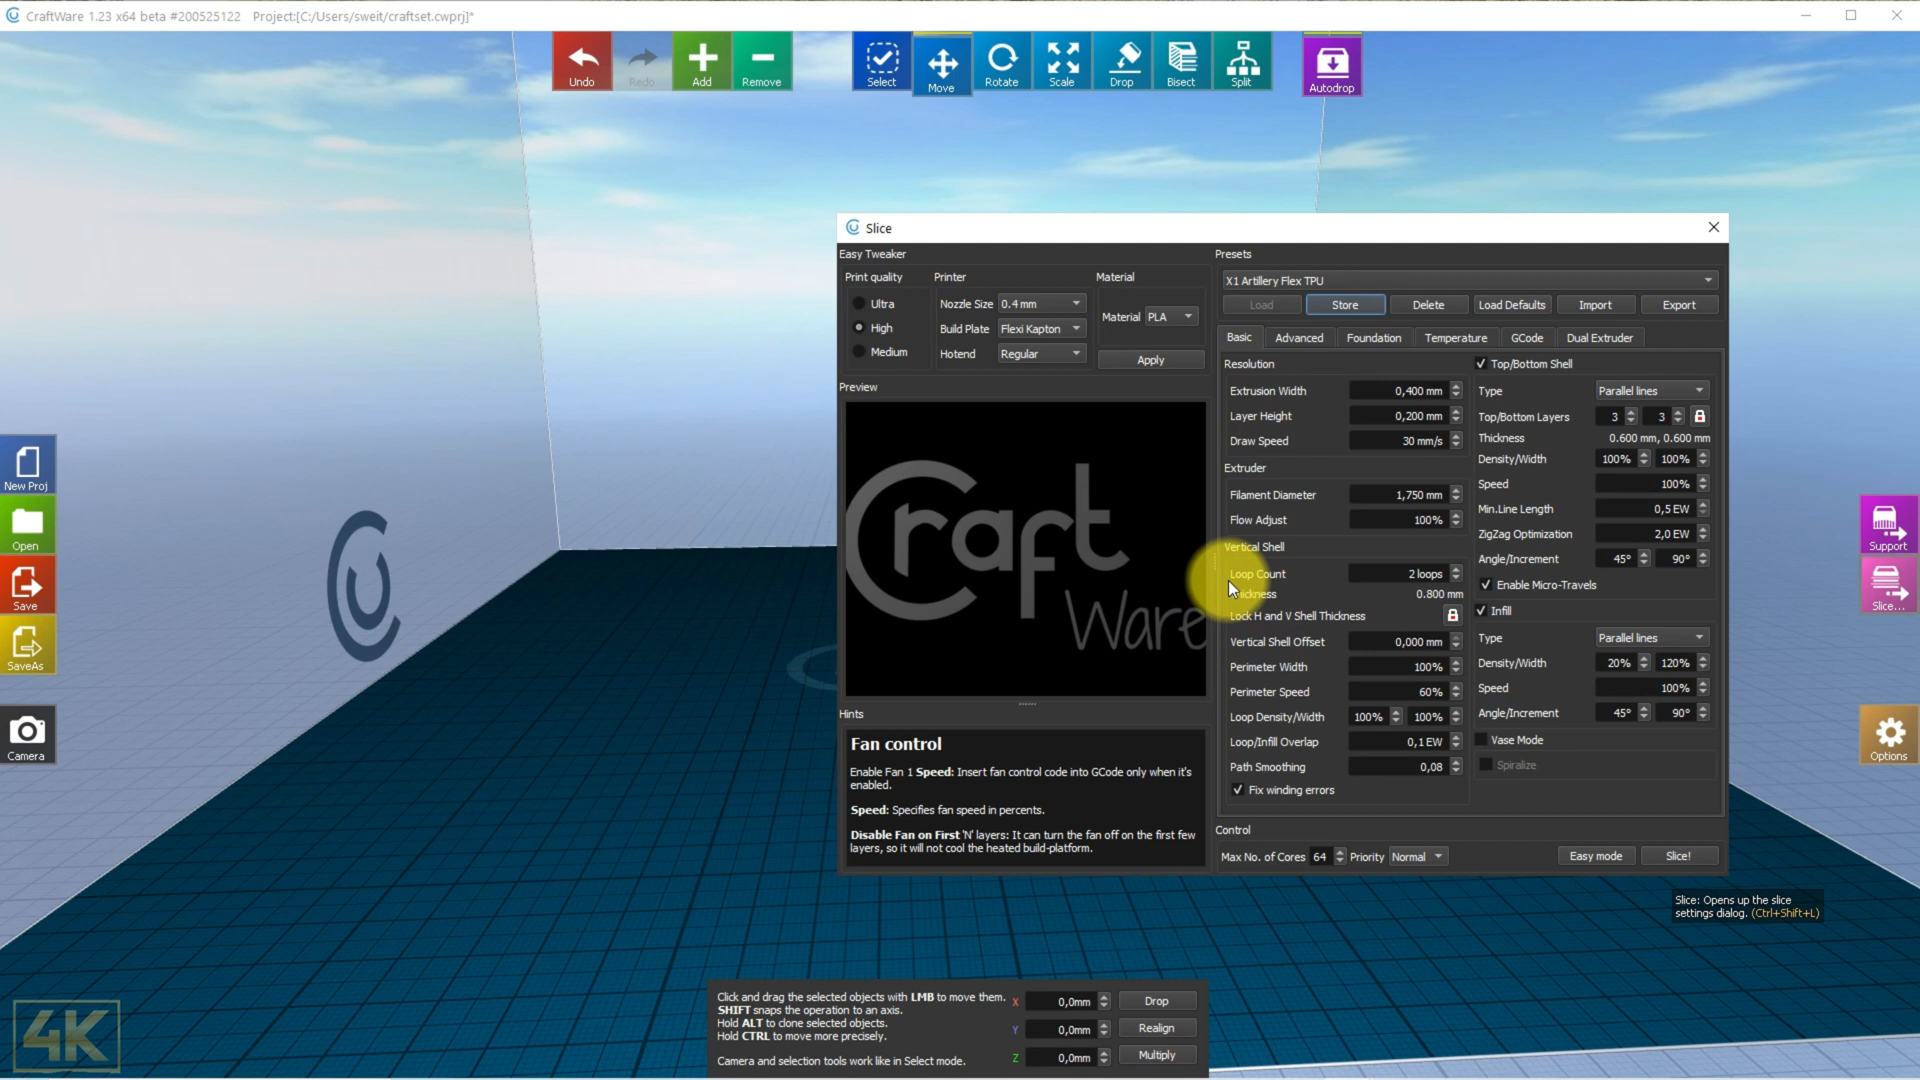 CraftWare 1.23 x64 beta #200525122 Project:[C:/Users/sweit/craftset.cwprj]*
Undo Redo Add Remove Select Move Rotate Scale Drop Bisect Split Autodrop
New Proj
Open
Save
SaveAs
Camera
4K
Slice
Easy Tweaker
Print quality Printer Material
Ultra
High
Medium
Nozzle Size 0.4 mm
Build Plate Flexi Kapton
Hotend Regular
Material PLA
Apply
Preview
Craft
Ware
Hints
Fan control
Enable Fan 1 Speed: Insert fan control code into GCode only when it's
enabled.
Speed: Specifies fan speed in percents.
Disable Fan on First 'N' layers: It can turn the fan off on the first few
layers, so it will not cool the heated build-platform.
Presets
X1 Artillery Flex TPU
Load Store Delete Load Defaults Import Export
Basic Advanced Foundation Temperature GCode Dual Extruder
Resolution
Extrusion Width 0,400 mm
Layer Height 0,200 mm
Draw Speed 30 mm/s
Extruder
Filament Diameter 1,750 mm
Flow Adjust 100%
Vertical Shell
Loop Count 2 loops
Thickness 0.800 mm
Lock H and V Shell Thickness
Vertical Shell Offset 0,000 mm
Perimeter Width 100%
Perimeter Speed 60%
Loop Density/Width 100% 100%
Loop/Infill Overlap 0,1 EW
Path Smoothing 0,08
Fix winding errors
Top/Bottom Shell
Type Parallel lines
Top/Bottom Layers 3 3
Thickness 0.600 mm, 0.600 mm
Density/Width 100% 100%
Speed 100%
Min.Line Length 0,5 EW
ZigZag Optimization 2,0 EW
Angle/Increment 45° 90°
Enable Micro-Travels
Infill
Type Parallel lines
Density/Width 20% 120%
Speed 100%
Angle/Increment 45° 90°
Vase Mode
Spiralize
Control
Max No. of Cores 64 Priority Normal Easy mode Slice!
Support
Slice...
Options
Slice: Opens up the slice
settings dialog. (Ctrl+Shift+L)
Click and drag the selected objects with LMB to move them.
SHIFT snaps the operation to an axis.
Hold ALT to clone selected objects.
Hold CTRL to move more precisely.
Camera and selection tools work like in Select mode.
X 0,0mm Drop
Y 0,0mm Realign
Z 0,0mm Multiply